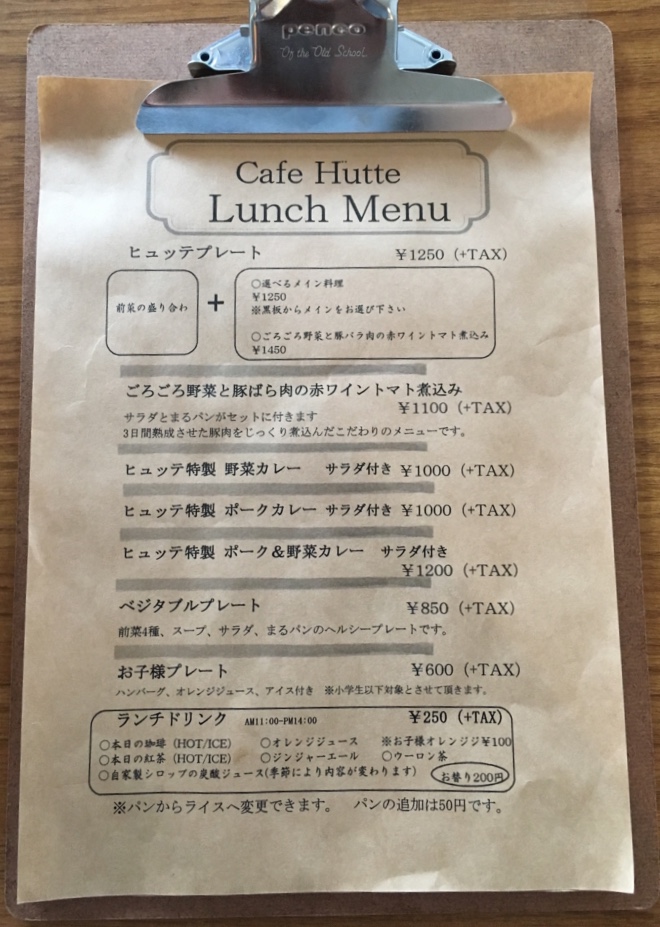 penco
"Of the Old School"
Cafe Hutte
Lunch Menu
ヒュッテプレート ￥1250 (+TAX)
前菜の盛り合わ
+
○選べるメイン料理
￥1250
※黒板からメインをお選び下さい
○ごろごろ野菜と豚バラ肉の赤ワイントマト煮込み
￥1450
ごろごろ野菜と豚ばら肉の赤ワイントマト煮込み
￥1100 (+TAX)
サラダとまるパンがセットに付きます
3日間熟成させた豚肉をじっくり煮込んだこだわりのメニューです。
ヒュッテ特製 野菜カレー サラダ付き ￥1000 (+TAX)
ヒュッテ特製 ポークカレー サラダ付き ￥1000 (+TAX)
ヒュッテ特製 ポーク＆野菜カレー サラダ付き
￥1200 (+TAX)
ベジタブルプレート ￥850 (+TAX)
前菜4種、スープ、サラダ、まるパンのヘルシープレートです。
お子様プレート ￥600 (+TAX)
ハンバーグ、オレンジジュース、アイス付き ※小学生以下対象とさせて頂きます。
ランチドリンク AM11:00-PM14:00 ￥250 (+TAX)
○本日の珈琲 (HOT/ICE) ○オレンジジュース ※お子様オレンジジ￥100
○本日の紅茶 (HOT/ICE) ○ジンジャーエール ○ウーロン茶
○自家製シロップの炭酸ジュース(季節により内容が変わります) お替り200円
※パンからライスへ変更できます。 パンの追加は50円です。